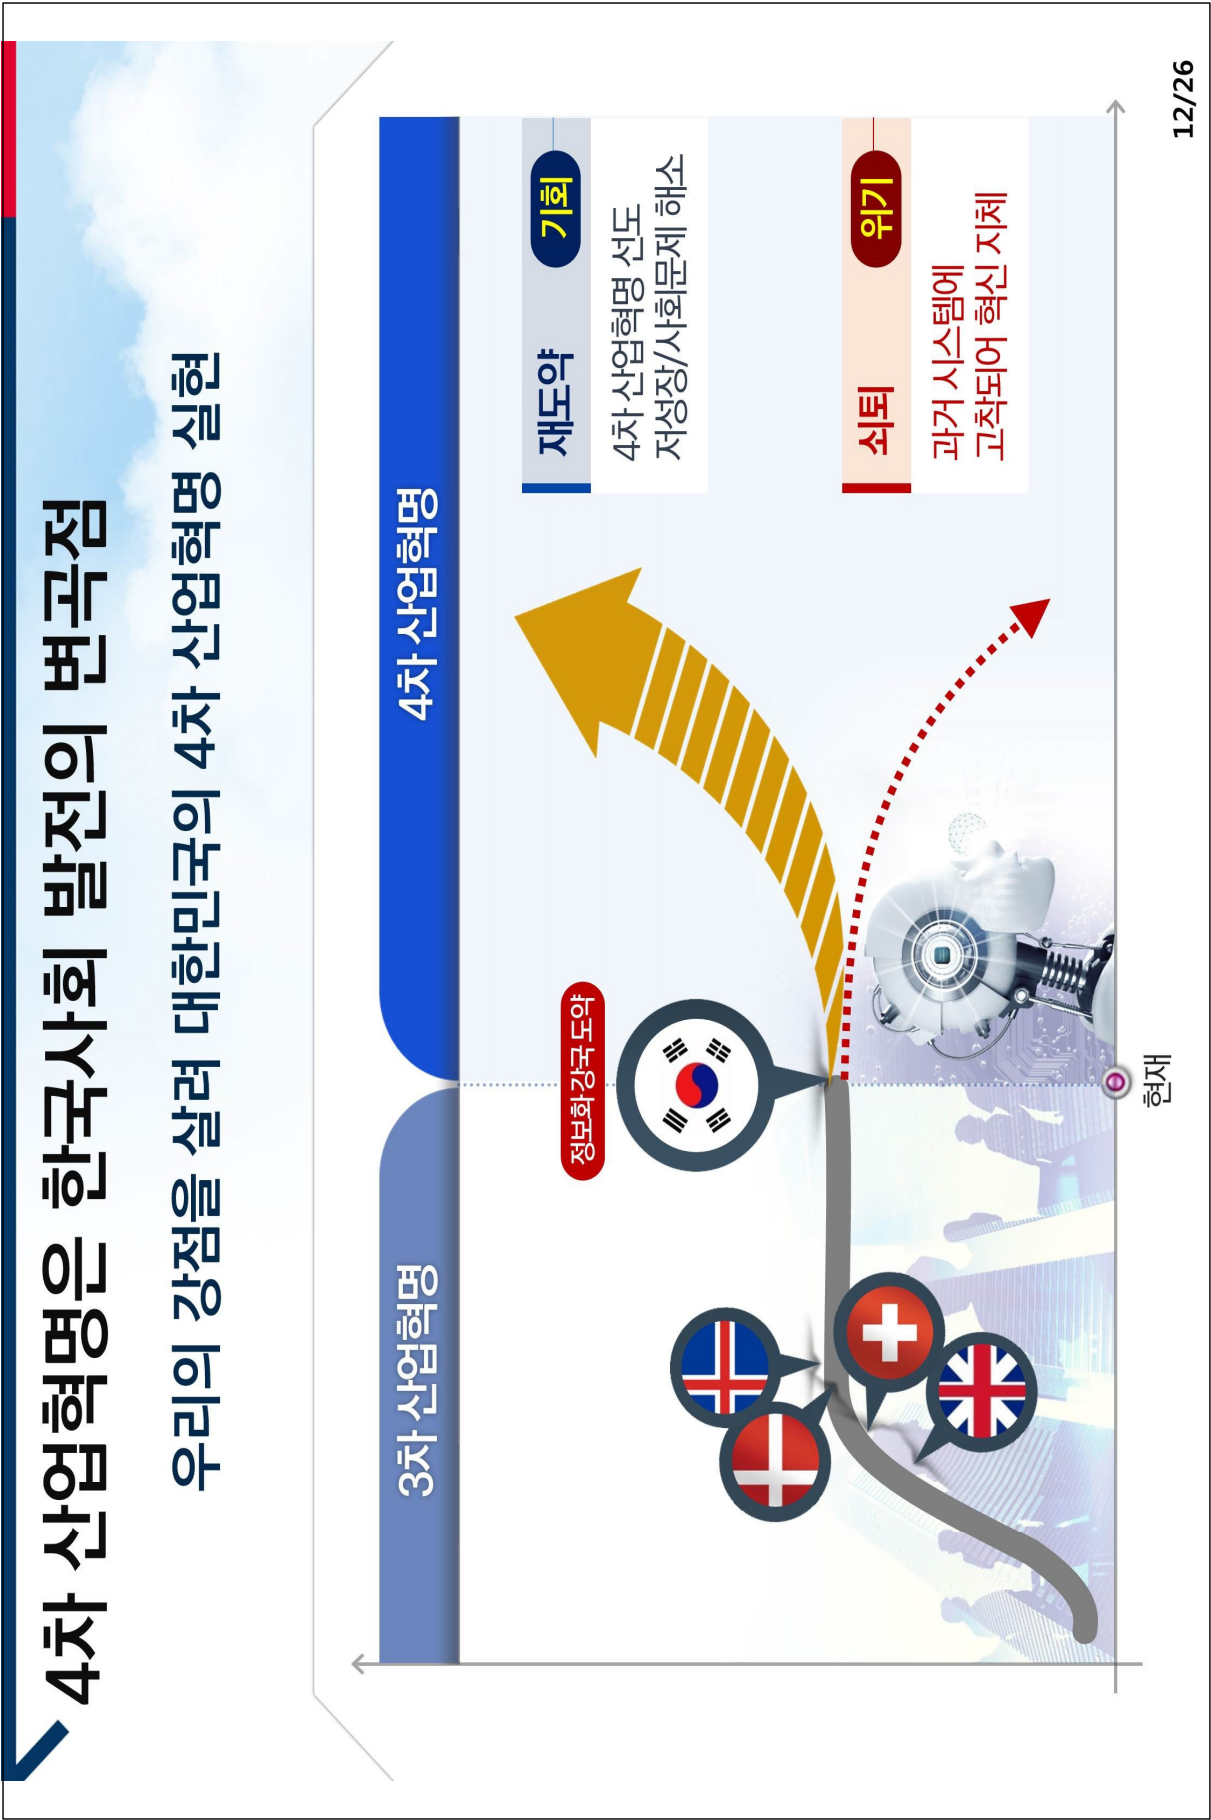 4차 산업혁명은 한국사회 발전의 변곡점
우리의 강점을 살려 대한민국의 4차 산업혁명 실현
3차 산업혁명
4차 산업혁명
정보화강국 도약
재도약
기회
4차 산업혁명 선도
저성장/사회문제 해소
쇠퇴
위기
과거 시스템에
고착되어 혁신 지체
현재
12/26